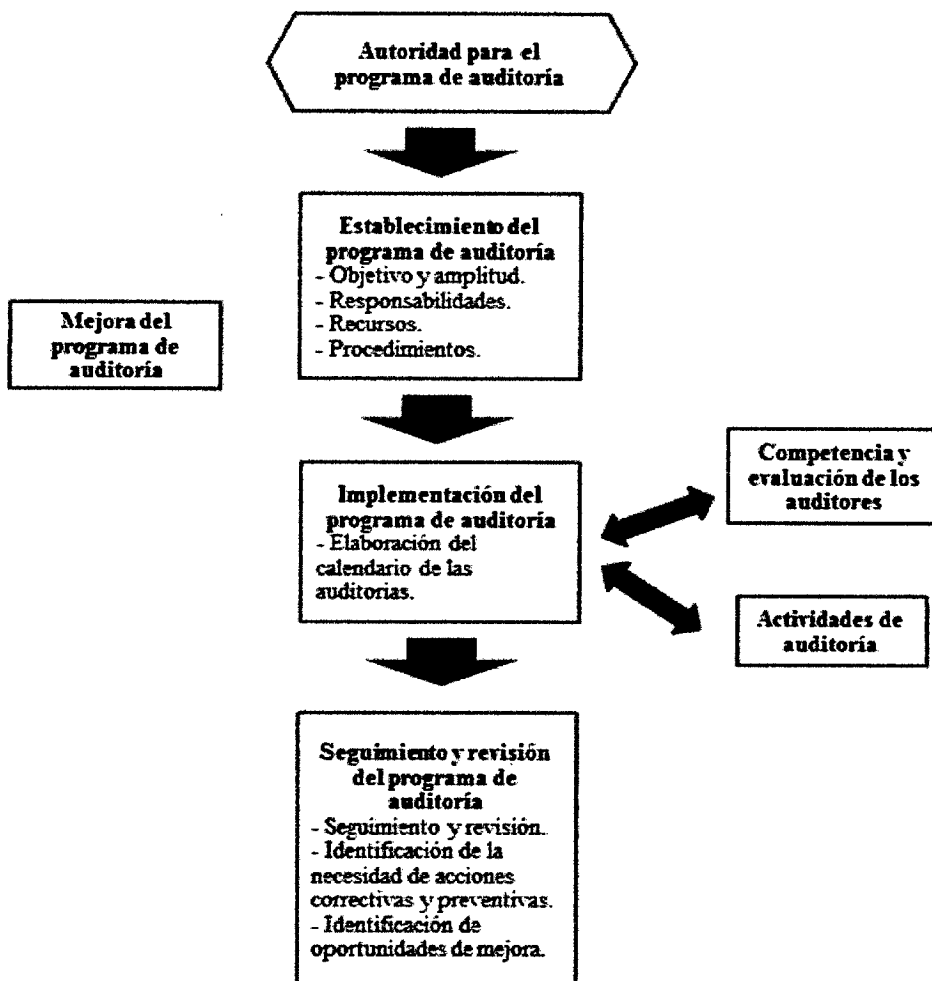 Autoridad para el
programa de auditoría
Establecimiento del
programa de auditoría
- Objetivo y amplitud.
- Responsabilidades.
- Recursos.
- Procedimientos.
Mejora del
programa de
auditoría
Implementación del
programa de auditoría
- Elaboración del
calendario de las
auditorias.
Competencia y
evaluación de los
auditores
Actividades de
auditoría
Seguimiento y revisión
del programa de
auditoría
- Seguimiento y revisión.
- Identificación de la
necesidad de acciones
correctivas y preventivas.
- Identificación de
oportunidades de mejora.